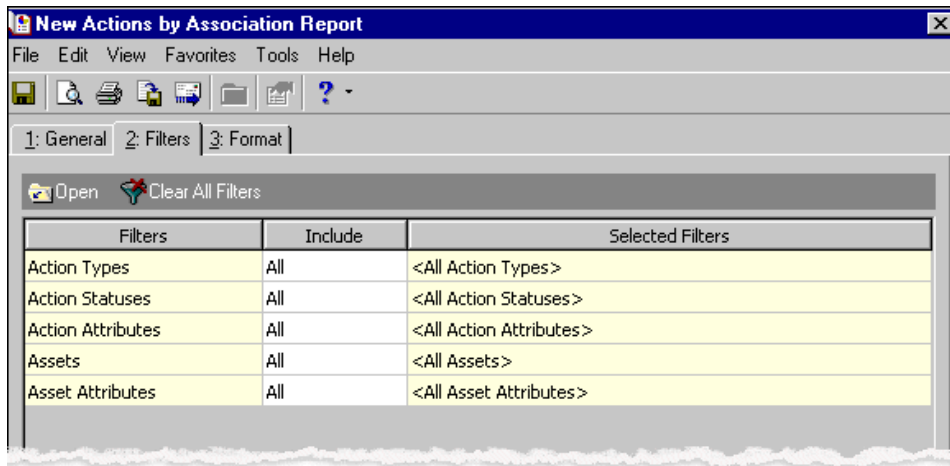 New Actions by Association Report
File Edit View Favorites Tools Help
1: General 2: Filters 3: Format
Open Clear All Filters
Filters Include Selected Filters
Action Types All <All Action Types>
Action Statuses All <All Action Statuses>
Action Attributes All <All Action Attributes>
Assets All <All Assets>
Asset Attributes All <All Asset Attributes>